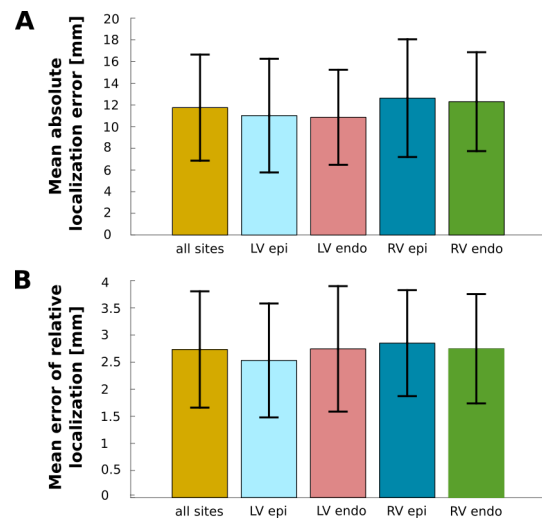 A
Mean absolute
localization error [mm]
20
18
16
14
12
10
8
6
4
2
0
all sites
LV epi
LV endo
RV epi
RV endo
B
Mean error of relative
localization [mm]
4
3.5
3
2.5
2
1.5
1
0.5
0
all sites
LV epi
LV endo
RV epi
RV endo